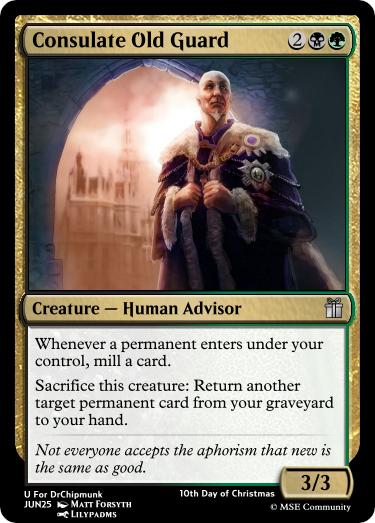 Consulate Old Guard 2
Creature — Human Advisor
Whenever a permanent enters under your
control, mill a card.
Sacrifice this creature: Return another
target permanent card from your graveyard
to your hand.
Not everyone accepts the aphorism that new is
the same as good.
3/3
U For DrChipmunk
10th Day of Christmas
JUN25 Matt Forsyth
Lilypadms
© MSE Community